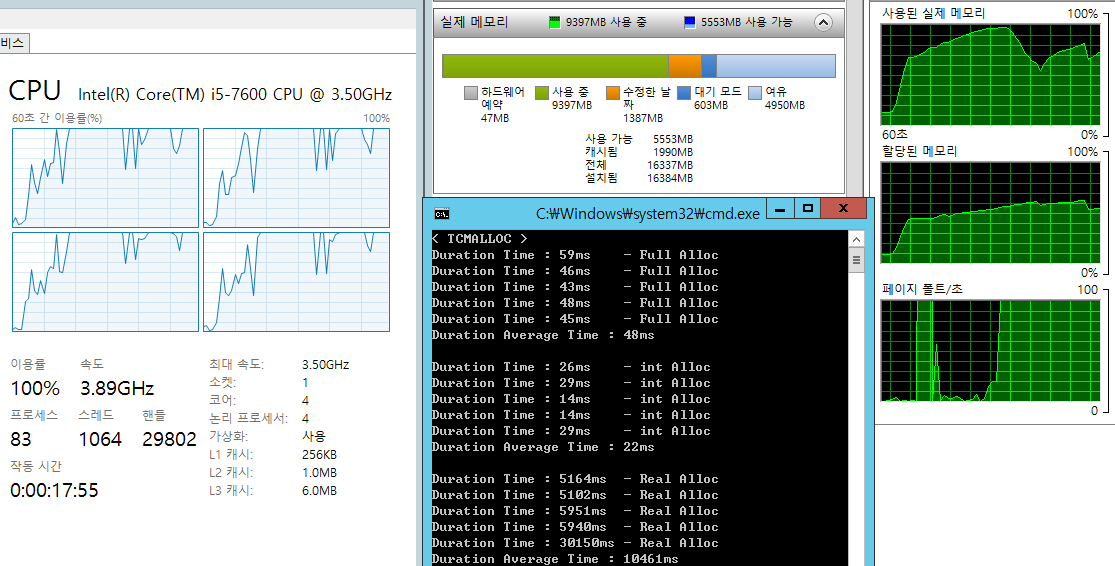 비스
CPU Intel(R) Core(TM) i5-7600 CPU @ 3.50GHz
60초 간 이용률(%) 100%
이용률 속도
100% 3.89GHz
프로세스 스레드 핸들
83 1064 29802
작동 시간
0:00:17:55
최대 속도: 3.50GHz
소켓: 1
코어: 4
논리 프로세서: 4
가상화: 사용
L1 캐시: 256KB
L2 캐시: 1.0MB
L3 캐시: 6.0MB
실제 메모리 9397MB 사용 중 5553MB 사용 가능
하드웨어 예약 47MB
사용 중 9397MB
수정한 날짜 1387MB
대기 모드 603MB
여유 4950MB
사용 가능 5553MB
캐시됨 1990MB
전체 16337MB
설치됨 16384MB
C:\Windows\system32\cmd.exe
< TCMALLOC >
Duration Time : 59ms - Full Alloc
Duration Time : 46ms - Full Alloc
Duration Time : 43ms - Full Alloc
Duration Time : 48ms - Full Alloc
Duration Time : 45ms - Full Alloc
Duration Average Time : 48ms
Duration Time : 26ms - int Alloc
Duration Time : 29ms - int Alloc
Duration Time : 14ms - int Alloc
Duration Time : 14ms - int Alloc
Duration Time : 29ms - int Alloc
Duration Average Time : 22ms
Duration Time : 5164ms - Real Alloc
Duration Time : 5102ms - Real Alloc
Duration Time : 5951ms - Real Alloc
Duration Time : 5940ms - Real Alloc
Duration Time : 30150ms - Real Alloc
Duration Average Time : 10461ms
사용된 실제 메모리 100%
60초 0%
할당된 메모리 100%
0%
페이지 폴트/초 100
0